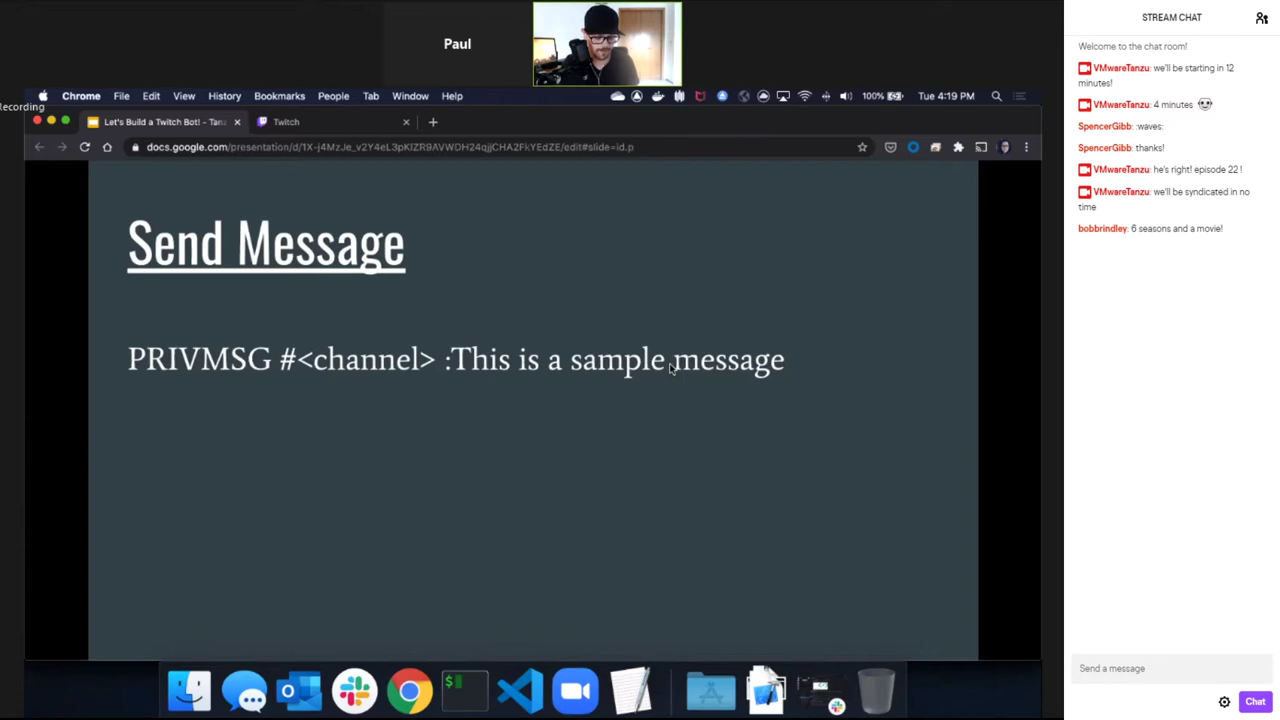 Paul
Recording
Chrome File Edit View History Bookmarks People Tab Window Help
100% Tue 4:19 PM
Let's Build a Twitch Bot! - Tanz
Twitch
docs.google.com/presentation/d/1X-j4MzJe_v2Y4eL3pKIZR9AVWDH24qjjCHA2FkYEdZE/edit#slide=id.p
Send Message
PRIVMSG #<channel> :This is a sample message
STREAM CHAT
Welcome to the chat room!
VMwareTanzu: we'll be starting in 12
minutes!
VMwareTanzu: 4 minutes
SpencerGibb: :waves:
SpencerGibb: thanks!
VMwareTanzu: he's right! episode 22 !
VMwareTanzu: we'll be syndicated in no
time
bobbrindley: 6 seasons and a movie!
Send a message
Chat